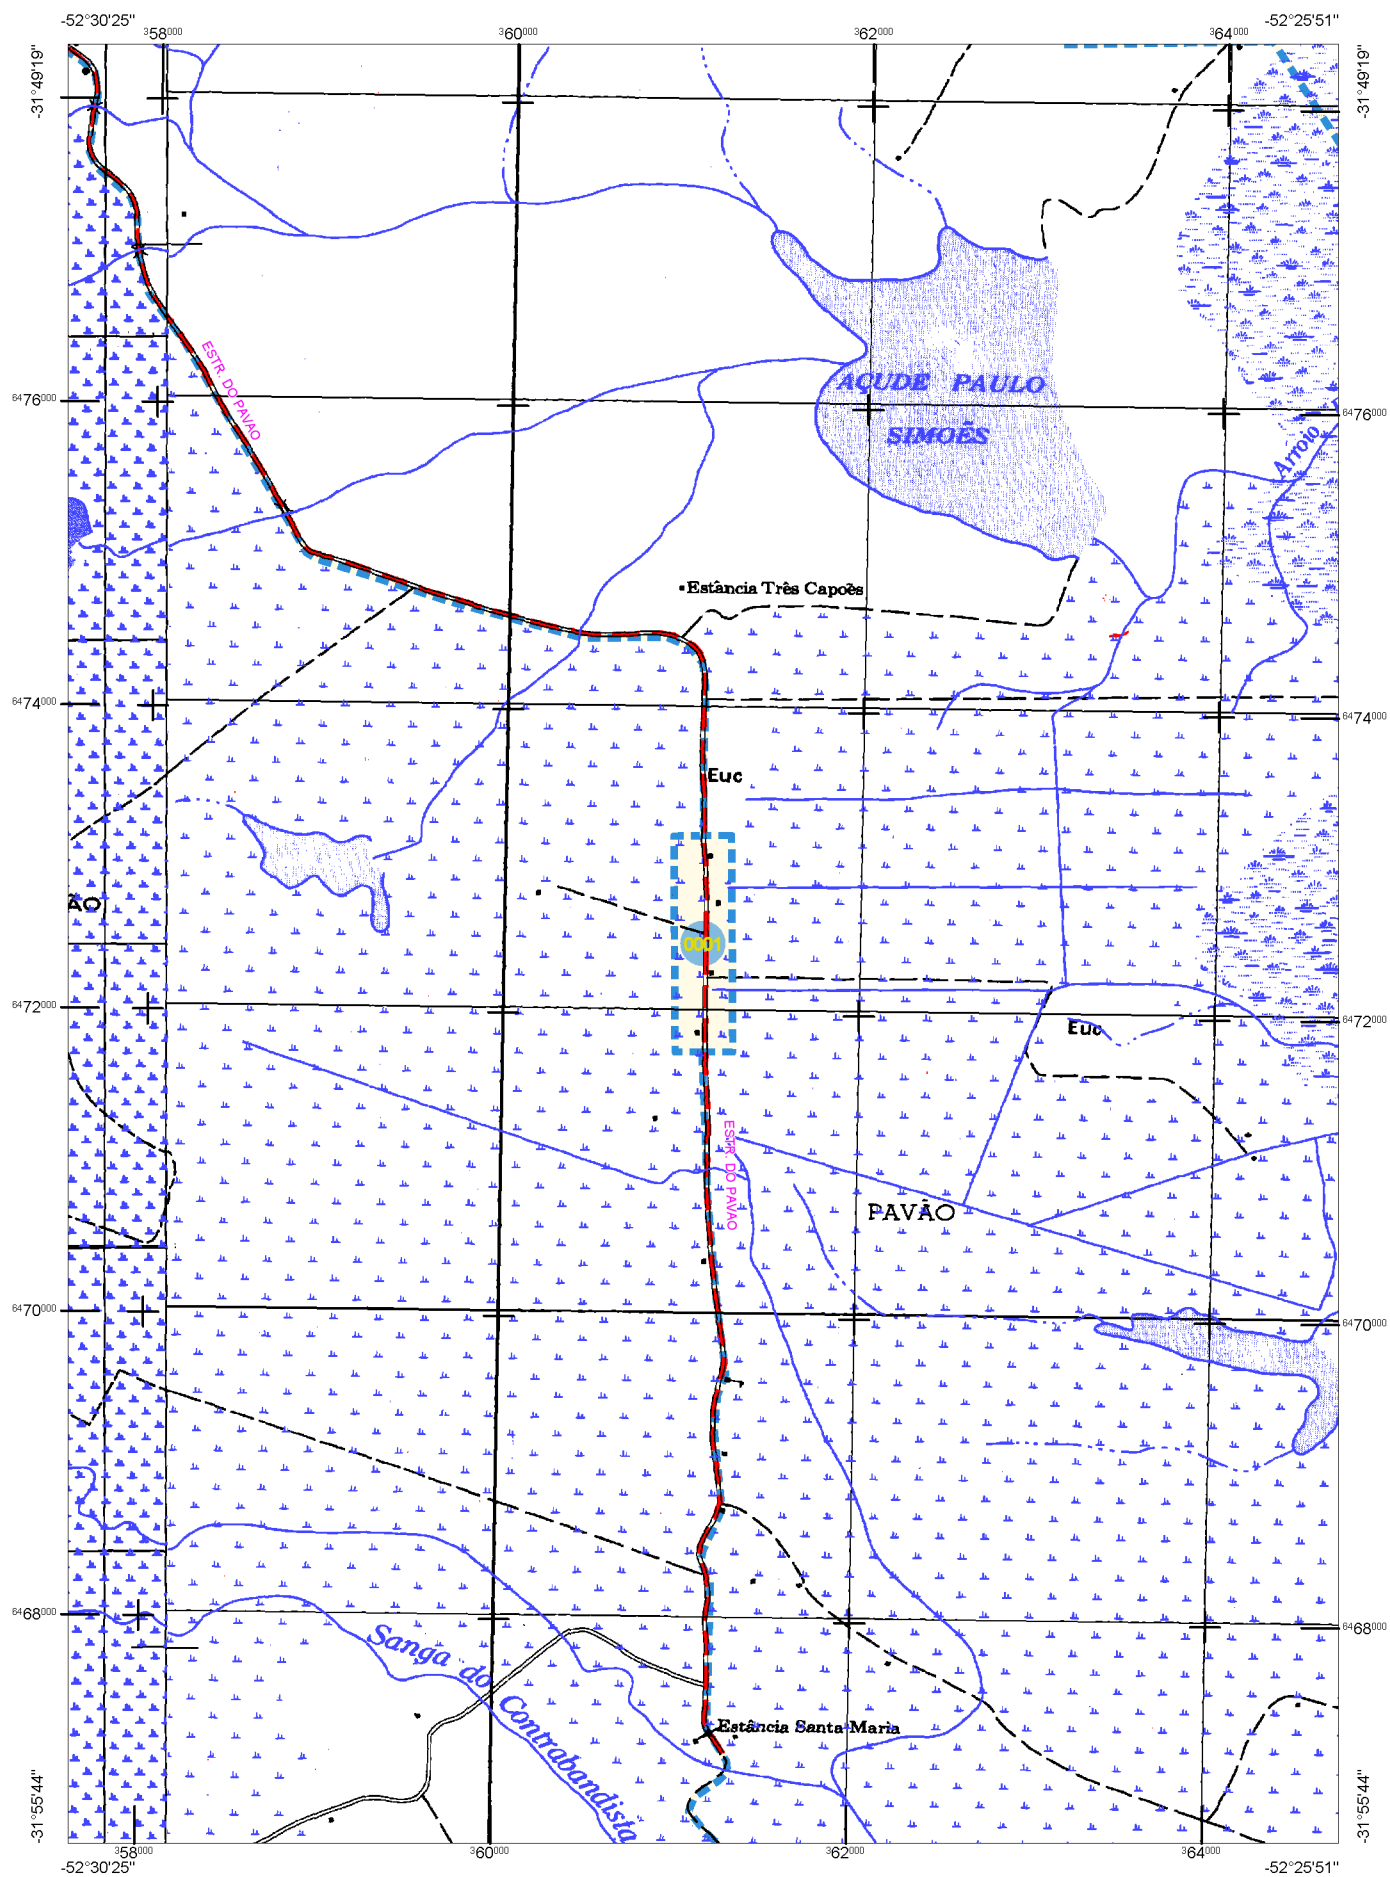 -52°30'25"
-52°25'51"
358000
360000
362000
364000
-31°49'19"
-31°49'19"
ESTR. DO PAVAO
AÇUDE PAULO
SIMOÊS
6476000
6476000
Arroio
Estância Três Capoës
6474000
6474000
Euc
ÃO
0001
6472000
6472000
Euc
ESTR. DO PAVAO
PAVÃO
6470000
6470000
6468000
6468000
Sanga do Contrabandista
Estância Santa Maria
-31°55'44"
-31°55'44"
358000
360000
362000
364000
-52°30'25"
-52°25'51"